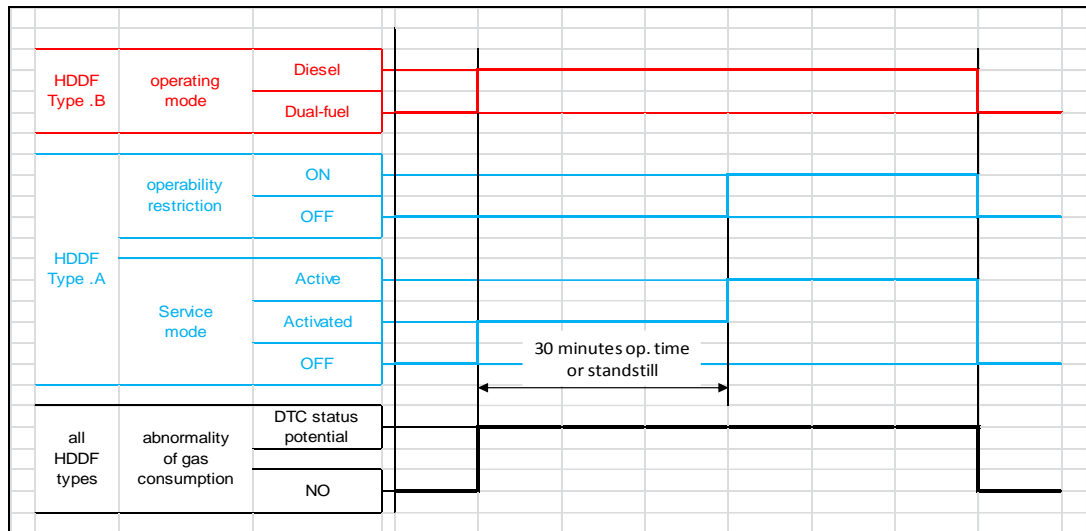 HDDF
Type .B
operating
mode
Diesel
Dual-fuel
HDDF
Type .A
operability
restriction
ON
OFF
Service
mode
Active
Activated
OFF
30 minutes op. time
or standstill
all
HDDF
types
abnormality
of gas
consumption
DTC status
potential
NO